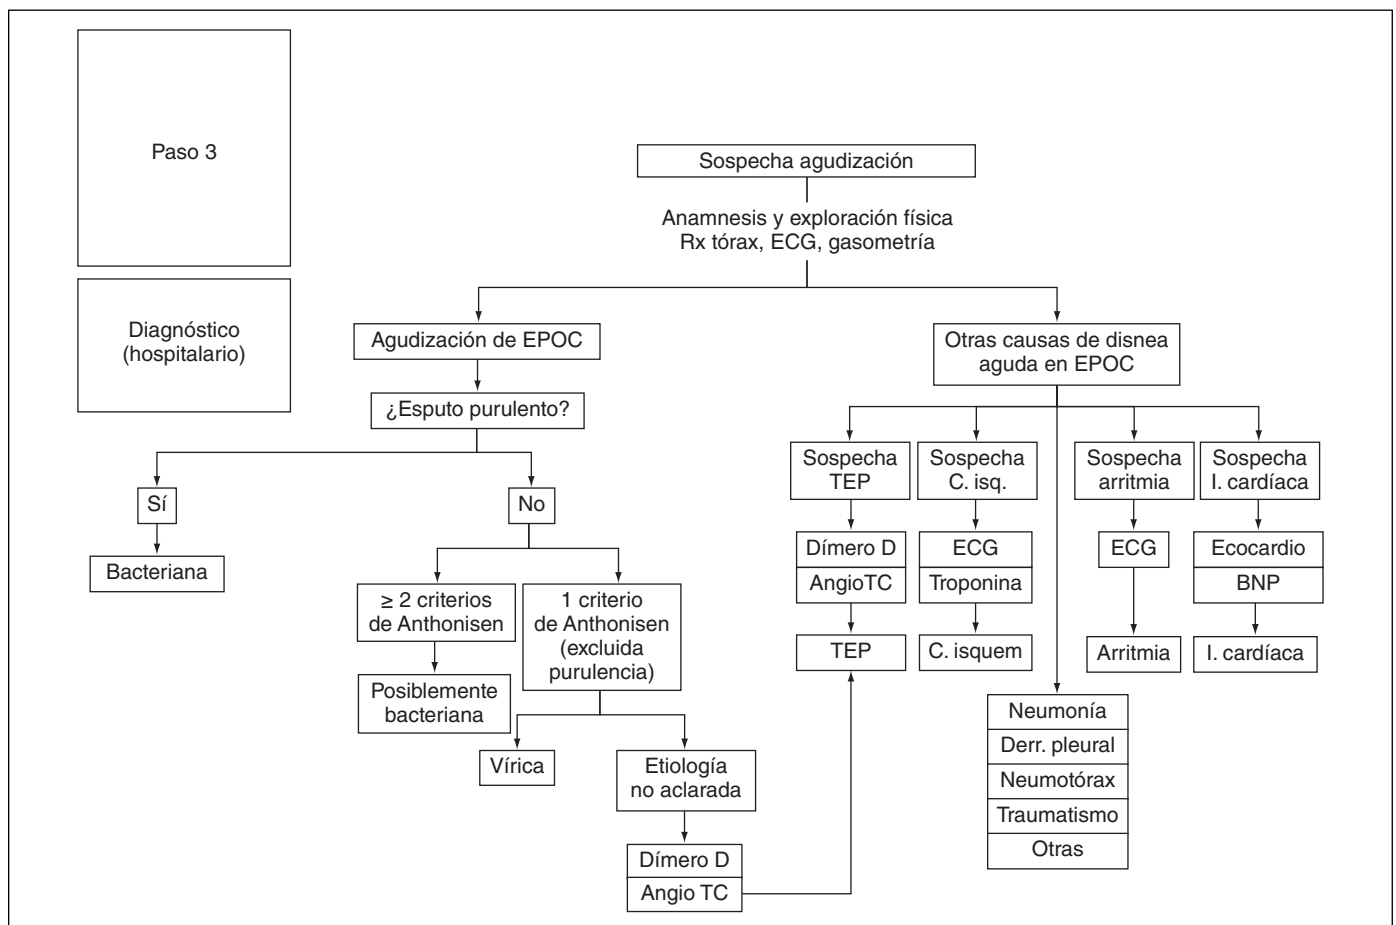 Paso 3
Diagnóstico
(hospitalario)
Sospecha agudización
Anamnesis y exploración física
Rx tórax, ECG, gasometría
Agudización de EPOC
¿Esputo purulento?
Sí
No
Bacteriana
≥ 2 criterios
de Anthonisen
Posiblemente
bacteriana
1 criterio
de Anthonisen
(excluida
purulencia)
Vírica
Etiología
no aclarada
Dímero D
Angio TC
Otras causas de disnea
aguda en EPOC
Sospecha
TEP
Dímero D
AngioTC
TEP
Sospecha
C. isq.
ECG
Troponina
C. isquem
Sospecha
arritmia
ECG
Arritmia
Sospecha
I. cardíaca
Ecocardio
BNP
I. cardíaca
Neumonía
Derr. pleural
Neumotórax
Traumatismo
Otras